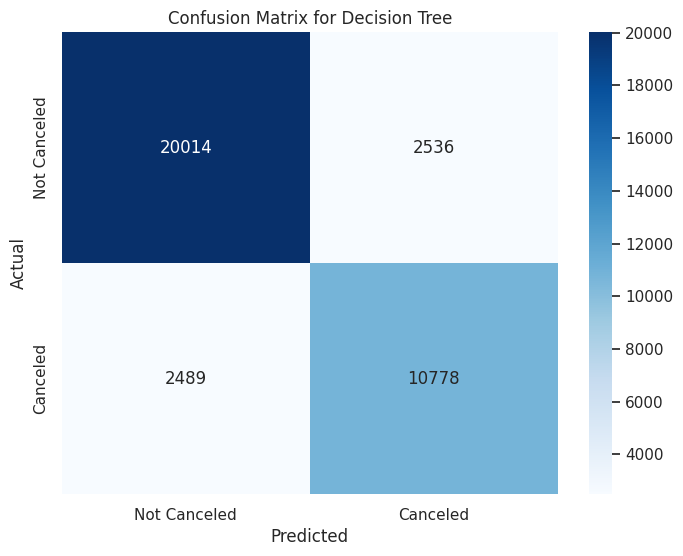 Confusion Matrix for Decision Tree
Actual
Not Canceled
Canceled
20014
2536
2489
10778
Not Canceled
Canceled
Predicted
20000
18000
16000
14000
12000
10000
8000
6000
4000